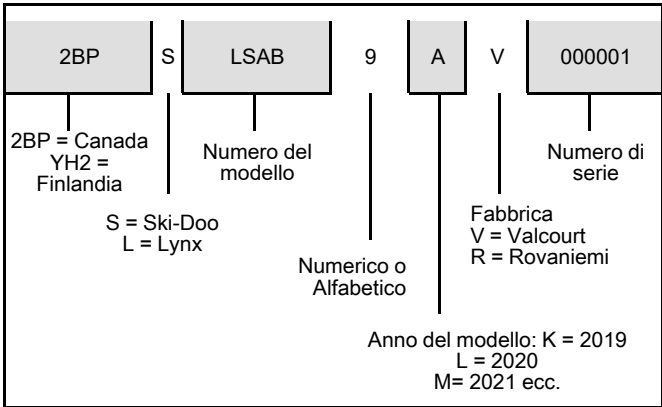 2BP S LSAB 9 A V 000001
2BP = Canada
YH2 =
Finlandia
Numero del
modello
Numero di
serie
S = Ski-Doo
L = Lynx
Fabbrica
V = Valcourt
R = Rovaniemi
Numerico o
Alfabetico
Anno del modello: K = 2019
L = 2020
M= 2021 ecc.